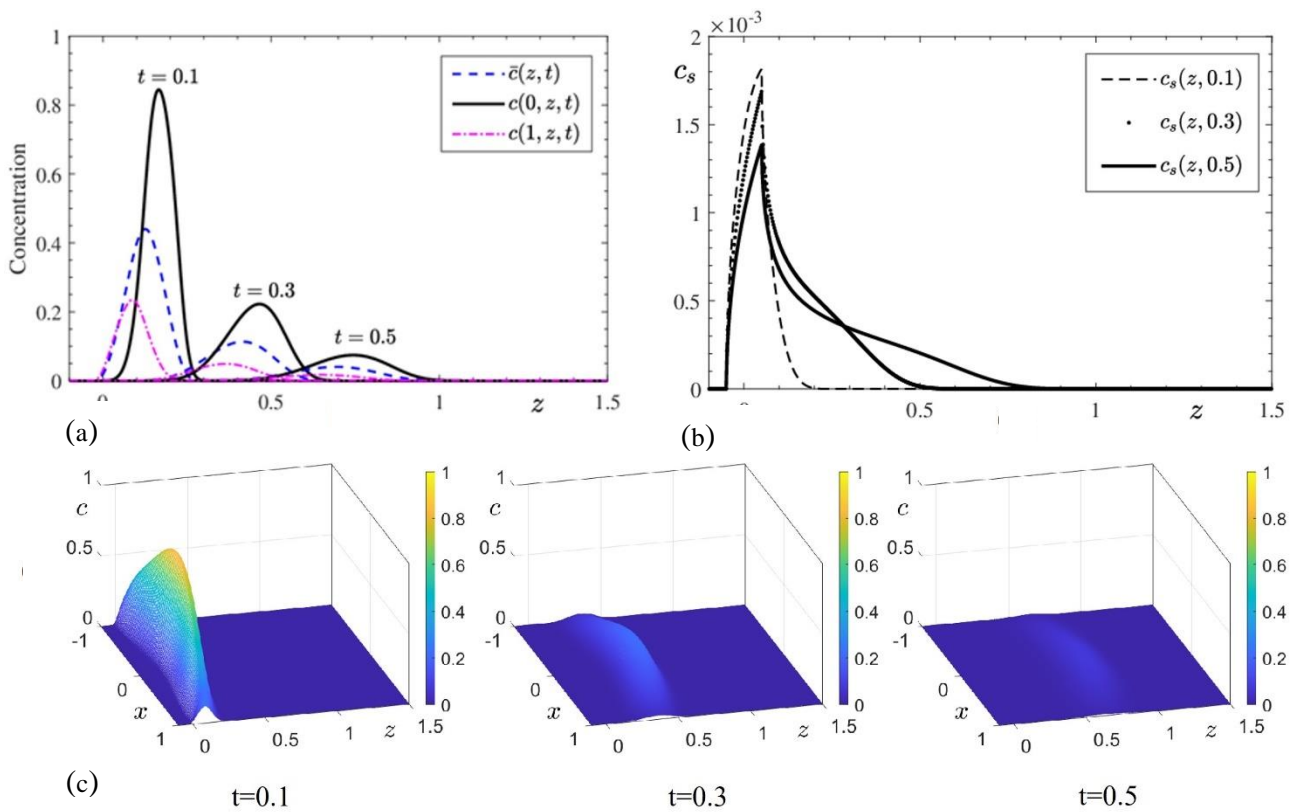 1
0.8
0.6
0.4
0.2
0
Concentration
t = 0.1
t = 0.3
t = 0.5
c̄(z, t)
c(0, z, t)
c(1, z, t)
0.5
1
1.5
z
(a)
×10⁻³
2
1.5
1
0.5
0
c_s
c_s(z, 0.1)
c_s(z, 0.3)
c_s(z, 0.5)
0.5
1
1.5
z
(b)
1
c
0.5
0
-1
0
x
1
0
0.5
1
z
1.5
1
0.8
0.6
0.4
0.2
0
1
c
0.5
0
-1
0
x
1
0
0.5
1
z
1.5
1
0.8
0.6
0.4
0.2
0
1
c
0.5
0
-1
0
x
1
0
0.5
1
z
1.5
1
0.8
0.6
0.4
0.2
0
(c)
t=0.1
t=0.3
t=0.5